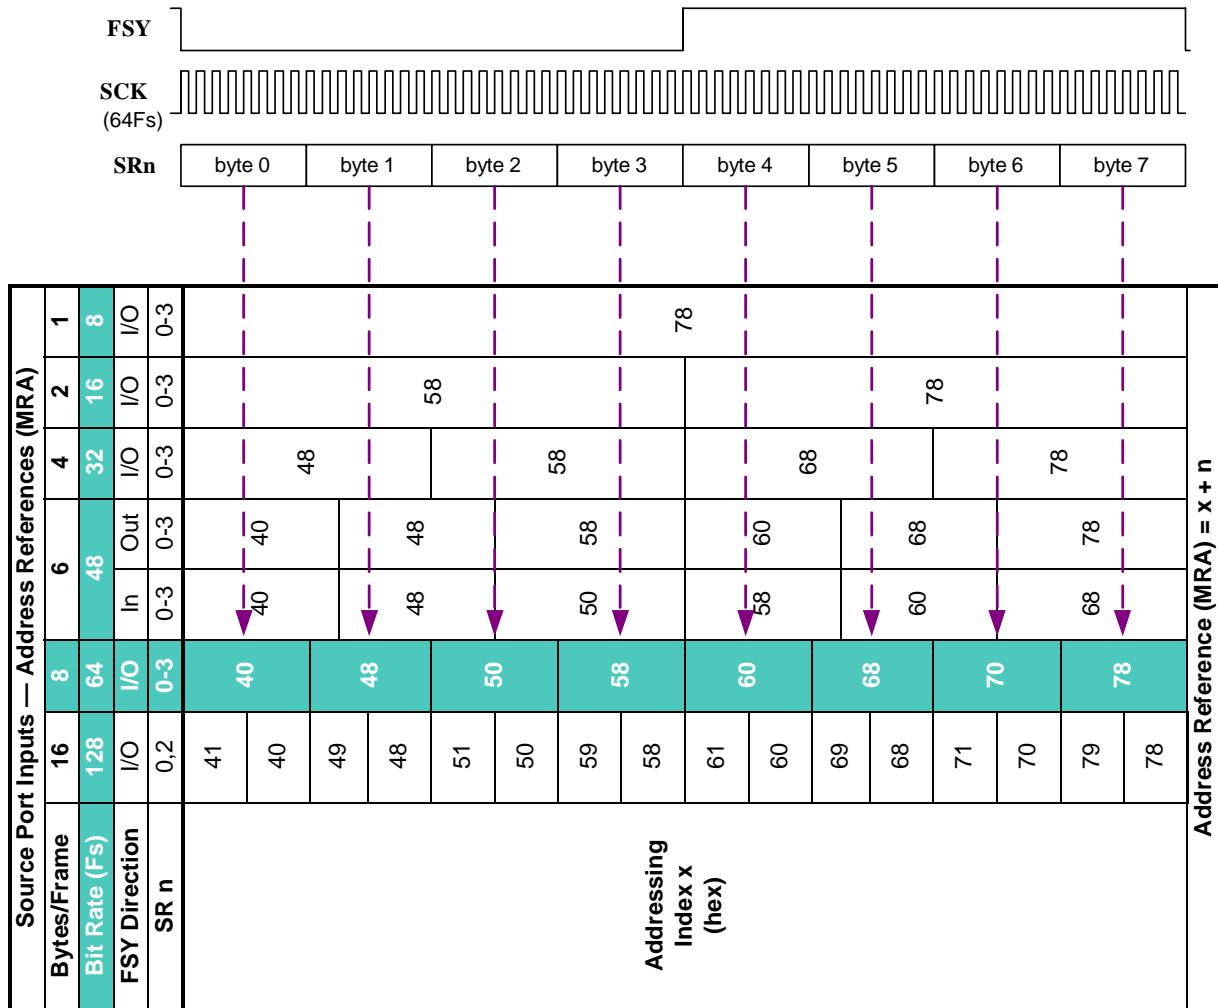 FSY
SCK
(64Fs)
SRn byte 0 byte 1 byte 2 byte 3 byte 4 byte 5 byte 6 byte 7
Source Port Inputs — Address References (MRA)
Bytes/Frame 16 8 6 4 2 1
Bit Rate (Fs) 128 64 48 32 16 8
FSY Direction I/O I/O In Out I/O I/O I/O
SR n 0,2 0-3 0-3 0-3 0-3 0-3 0-3
Addressing
Index x
(hex)
78
58 78
48 58 68 78
40 48 58 60 68 78
40 48 50 58 60 68
40 48 50 58 60 68 70 78
41 40 49 48 51 50 59 58 61 60 69 68 71 70 79 78
Address Reference (MRA) = x + n